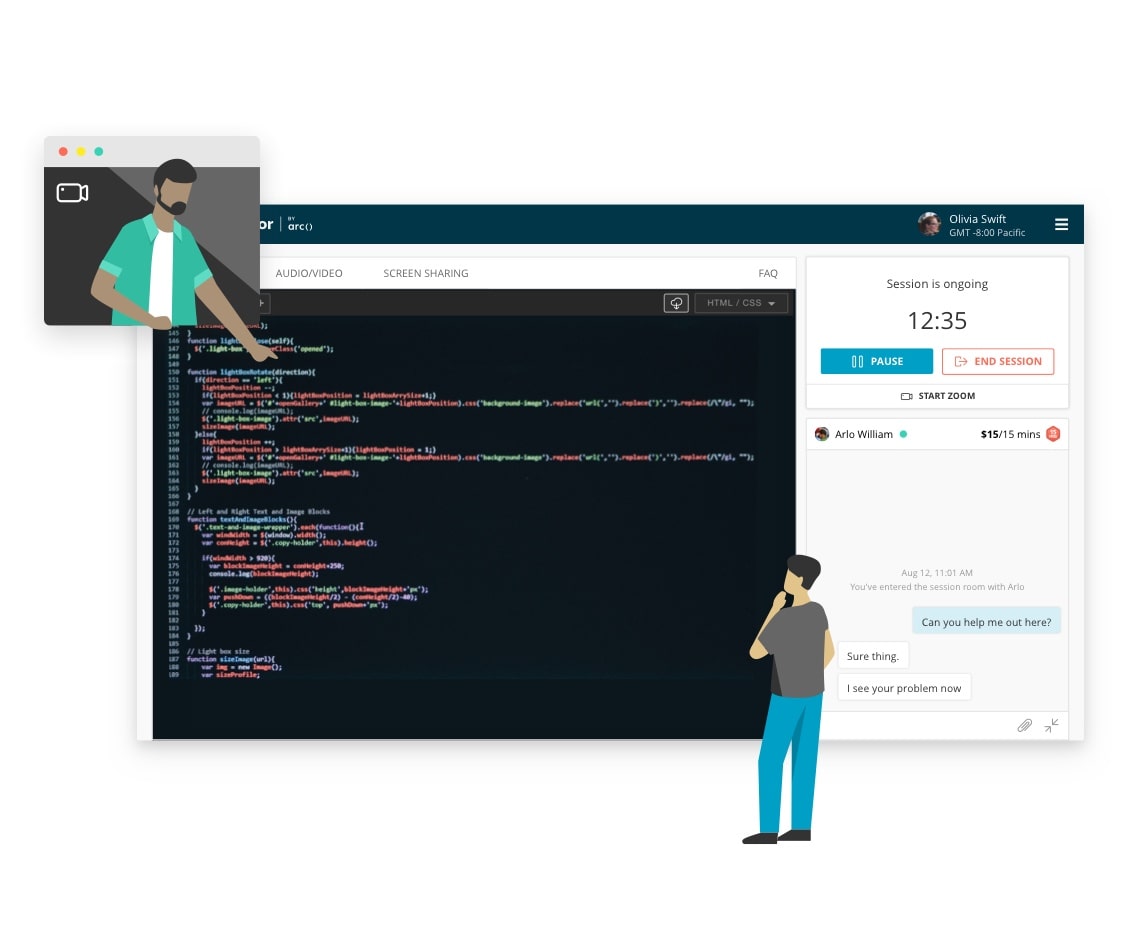 or
BY
arc()
Olivia Swift
GMT -8:00 Pacific
AUDIO/VIDEO
SCREEN SHARING
FAQ
+
HTML / CSS
145 }
146 function
147 $('.light-box
148 }
149
150 function lightBoxRotate(direction){
151 if(direction == 'left'){
152 lightBoxPosition --;
153 if(lightBoxPosition < 1){lightBoxPosition = lightBoxArrySize+1;}
154 var imageURL = $('#'+openGallery+' #light-box-image-'+lightBoxPosition).css('background-image').replace('url(','').replace(')','').replace(/\"/gi, "");
155 // console.log(imageURL);
156 $('.light-box-image').attr('src',imageURL);
157 sizeImage(imageURL);
158 }else{
159 lightBoxPosition ++;
160 if(lightBoxPosition > lightBoxArrySize+1){lightBoxPosition = 1;}
161 var imageURL = $('#'+openGallery+' #light-box-image-'+lightBoxPosition).css('background-image').replace('url(','').replace(')','').replace(/\"/gi, "");
162 // console.log(imageURL);
163 $('.light-box-image').attr('src',imageURL);
164 sizeImage(imageURL);
165 }
166 }
167
168 // Left and Right Text and Image Blocks
169 function textAndImageBlocks(){
170 $('.text-and-image-wrapper').each(function(){
171 var windWidth = $(window).width();
172 var conHeight = $('.copy-holder',this).height();
173
174 if(windWidth > 920){
175 var blockImageHeight = conHeight+250;
176 console.log(blockImageHeight);
177
178 $('.image-holder',this).css('height',blockImageHeight+'px');
179 var pushDown = ((blockImageHeight/2) - (conHeight/2)-40);
180 $('.copy-holder',this).css('top', pushDown+'px');
181 }
182
183 });
184 }
185
186 // Light box size
187 function sizeImage(url){
188 var img = new Image();
189 var sizeProfile;
Session is ongoing
12:35
PAUSE
END SESSION
START ZOOM
Arlo William
$15/15 mins
Aug 12, 11:01 AM
You've entered the session room with Arlo
Can you help me out here?
Sure thing.
I see your problem now